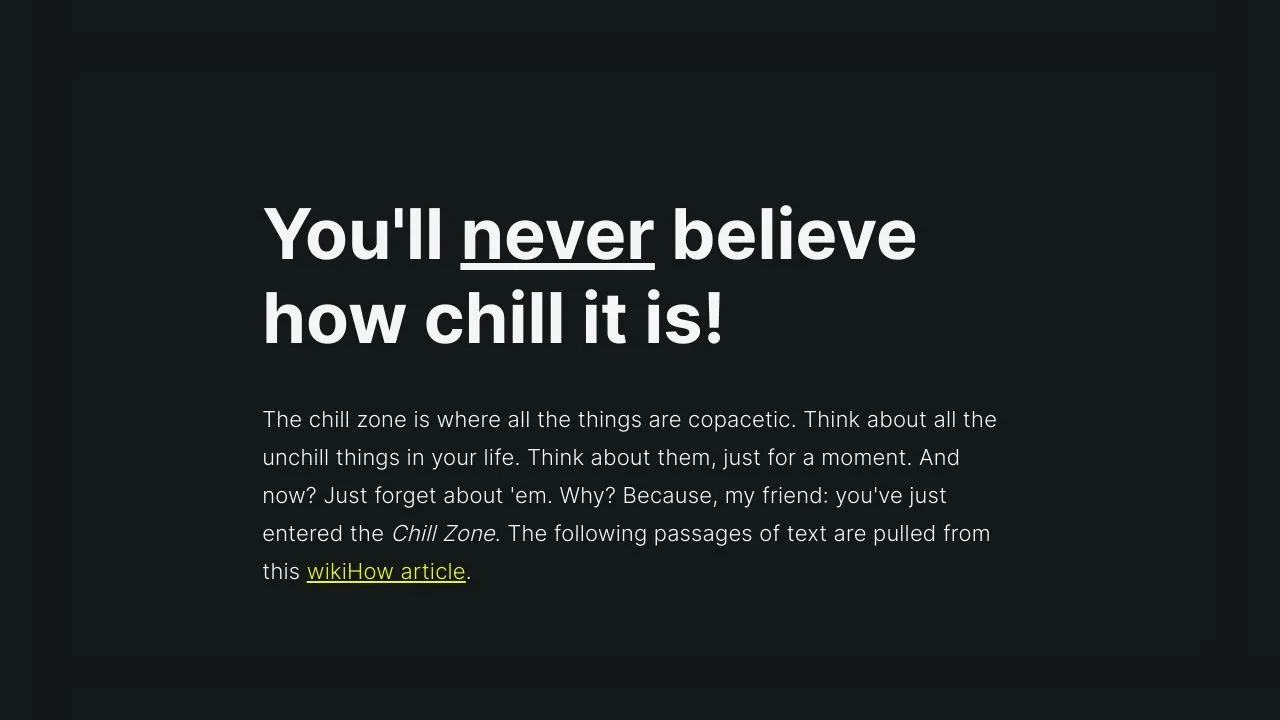 You'll never believe
how chill it is!
The chill zone is where all the things are copacetic. Think about all the
unchill things in your life. Think about them, just for a moment. And
now? Just forget about 'em. Why? Because, my friend: you've just
entered the Chill Zone. The following passages of text are pulled from
this wikiHow article.